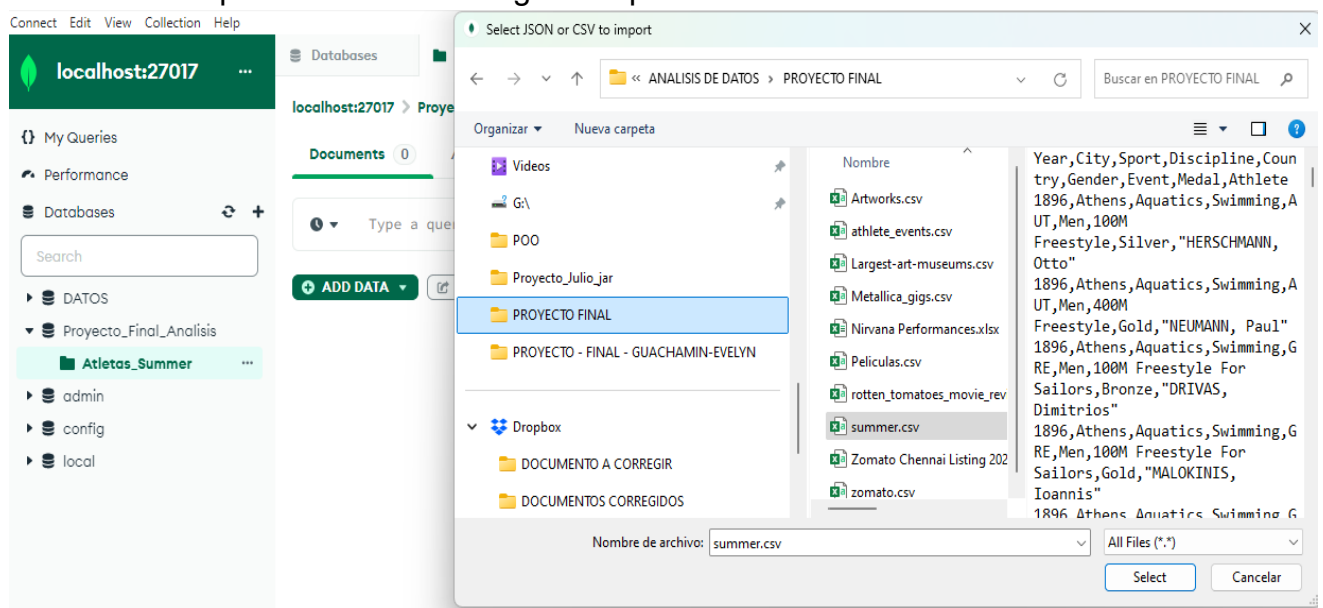 Connect Edit View Collection Help
localhost:27017 ...
{} My Queries
Performance
Databases
Search
DATOS
Proyecto_Final_Analisis
Atletas_Summer ...
admin
config
local
Databases
localhost:27017 > Proye
Documents 0
Type a que
ADD DATA
Select JSON or CSV to import
« ANALISIS DE DATOS > PROYECTO FINAL
Buscar en PROYECTO FINAL
Organizar
Nueva carpeta
Videos
G:\
POO
Proyecto_Julio_jar
PROYECTO FINAL
PROYECTO - FINAL - GUACHAMIN-EVELYN
Dropbox
DOCUMENTO A CORREGIR
DOCUMENTOS CORREGIDOS
Nombre
Artworks.csv
athlete_events.csv
Largest-art-museums.csv
Metallica_gigs.csv
Nirvana Performances.xlsx
Peliculas.csv
rotten_tomatoes_movie_rev
summer.csv
Zomato Chennai Listing 202
zomato.csv
Year,City,Sport,Discipline,Coun
try,Gender,Event,Medal,Athlete
1896,Athens,Aquatics,Swimming,A
UT,Men,100M
Freestyle,Silver,"HERSCHMANN,
Otto"
1896,Athens,Aquatics,Swimming,A
UT,Men,400M
Freestyle,Gold,"NEUMANN, Paul"
1896,Athens,Aquatics,Swimming,G
RE,Men,100M Freestyle For
Sailors,Bronze,"DRIVAS,
Dimitrios"
1896,Athens,Aquatics,Swimming,G
RE,Men,100M Freestyle For
Sailors,Gold,"MALOKINIS,
Ioannis"
1896,Athens,Aquatics,Swimming,G
Nombre de archivo: summer.csv
All Files (*.*)
Select
Cancelar